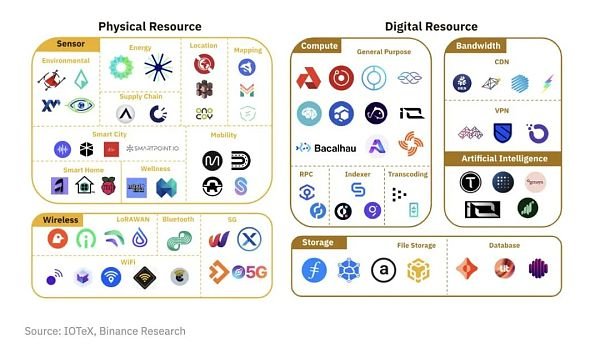 Physical Resource
Digital Resource
Sensor
Environmental
Energy
Location
Mapping
Supply Chain
Smart City
SMARTPOINT.IO
Mobility
Smart Home
Wellness
Wireless
LoRAWAN
Bluetooth
5G
WiFi
5G
Compute
General Purpose
Bacalhau
RPC
Indexer
Transcoding
Bandwidth
CDN
VPN
Artificial Intelligence
Storage
File Storage
Database
Source: IOTeX, Binance Research